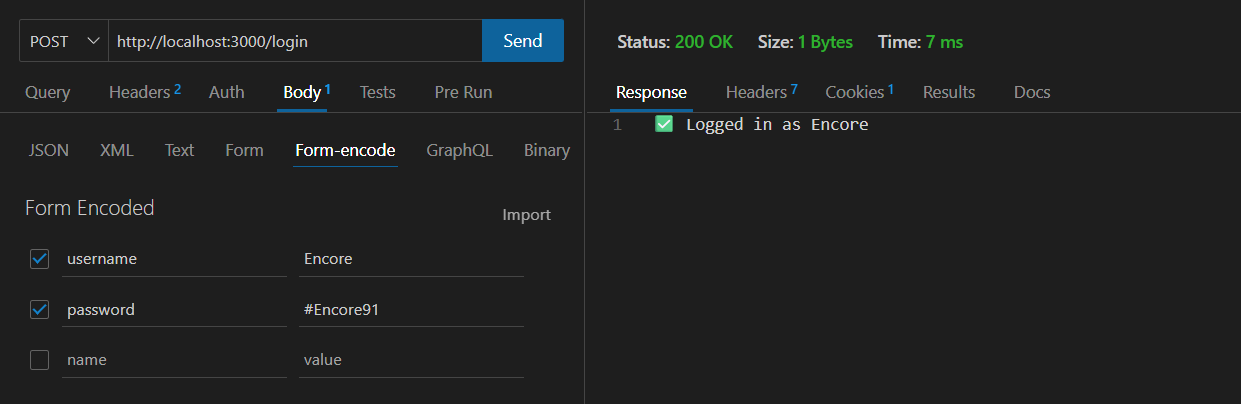 POST http://localhost:3000/login Send
Query Headers 2 Auth Body 1 Tests Pre Run
JSON XML Text Form Form-encode GraphQL Binary
Form Encoded
Import
username Encore
password #Encore91
name value
Status: 200 OK Size: 1 Bytes Time: 7 ms
Response Headers 7 Cookies 1 Results Docs
1 ✅ Logged in as Encore